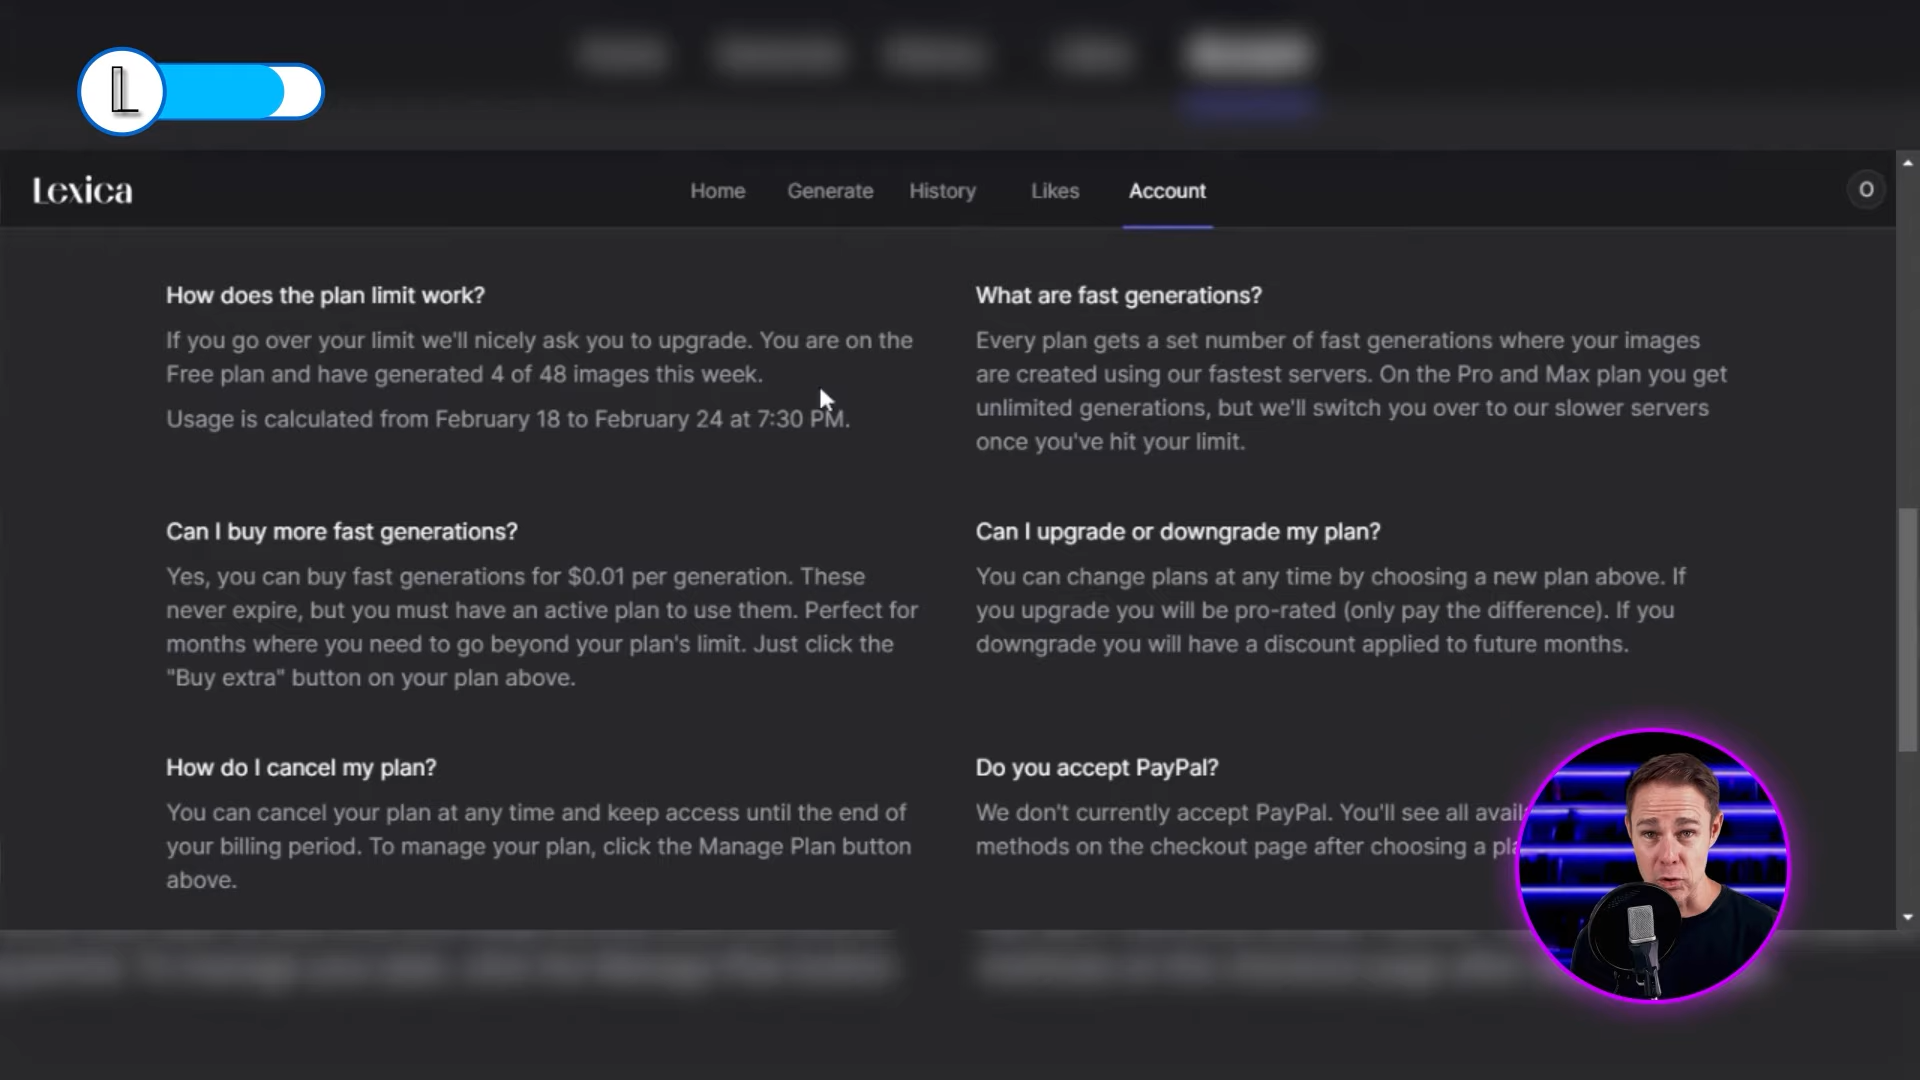 L
Lexica
Home Generate History Likes Account
O
How does the plan limit work?
If you go over your limit we'll nicely ask you to upgrade. You are on the
Free plan and have generated 4 of 48 images this week.
Usage is calculated from February 18 to February 24 at 7:30 PM.
What are fast generations?
Every plan gets a set number of fast generations where your images
are created using our fastest servers. On the Pro and Max plan you get
unlimited generations, but we'll switch you over to our slower servers
once you've hit your limit.
Can I buy more fast generations?
Yes, you can buy fast generations for $0.01 per generation. These
never expire, but you must have an active plan to use them. Perfect for
months where you need to go beyond your plan's limit. Just click the
"Buy extra" button on your plan above.
Can I upgrade or downgrade my plan?
You can change plans at any time by choosing a new plan above. If
you upgrade you will be pro-rated (only pay the difference). If you
downgrade you will have a discount applied to future months.
How do I cancel my plan?
You can cancel your plan at any time and keep access until the end of
your billing period. To manage your plan, click the Manage Plan button
above.
Do you accept PayPal?
We don't currently accept PayPal. You'll see all
methods on the checkout page after choosing a